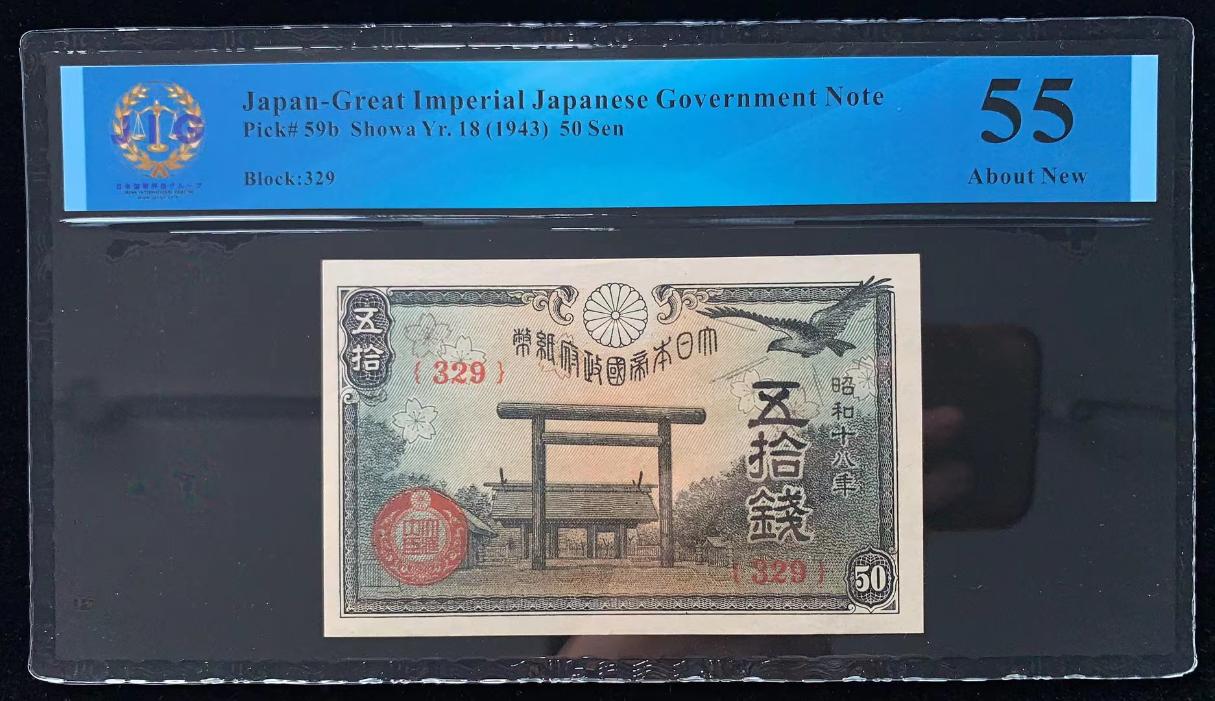 Japan-Great Imperial Japanese Government Note
Pick# 59b Showa Yr. 18 (1943) 50 Sen
Block:329
55
About New
JIG
五拾
大日本帝國政府紙幣
{ 329 }
昭和十八年
五拾錢
{ 329 }
50